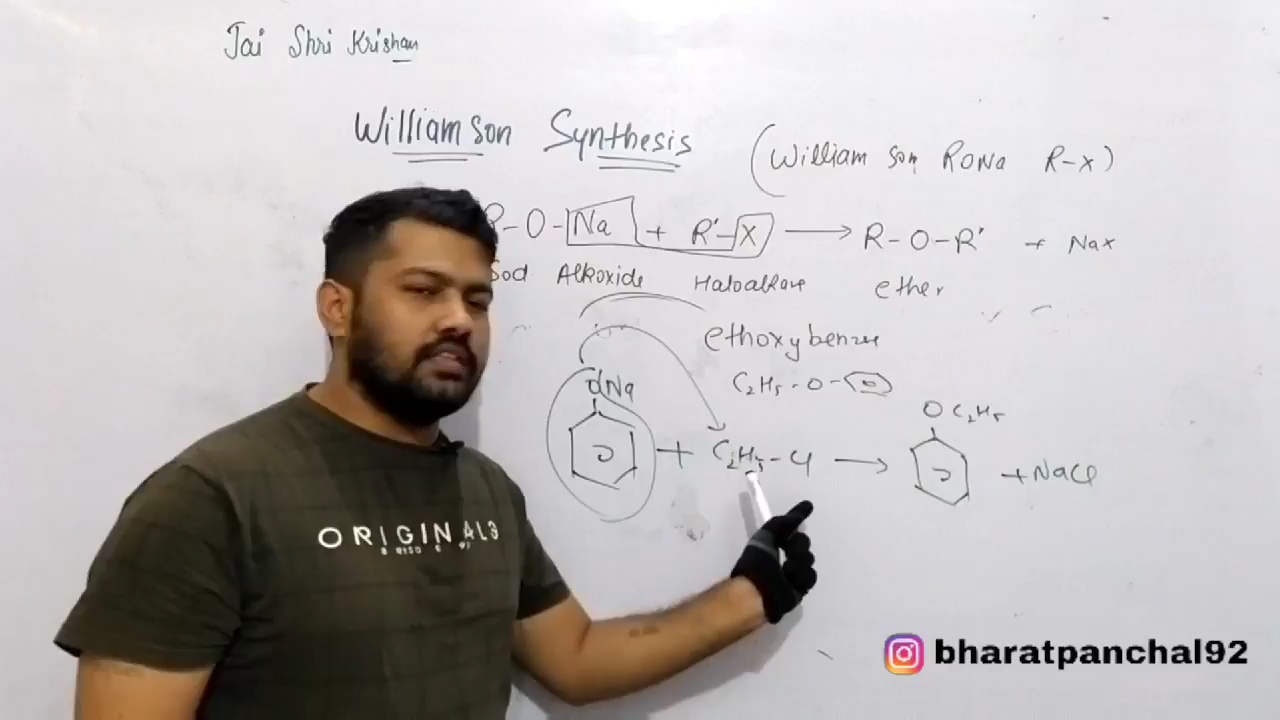 Jai Shri Krishan
Williamson Synthesis
(William son RONa R-X)
R-O-Na + R'-X → R-O-R' + NaX
Sod Alkoxide Haloalkane ether
ethoxybenzene
C2H5-O-
ONa
+ C2H5-Cl →
OC2H5
+NaCl
ORIGINALS
bharatpanchal92